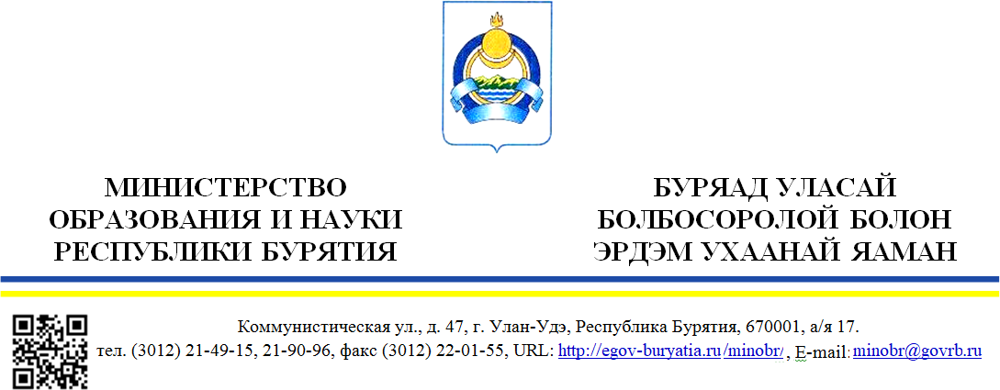 МИНИСТЕРСТВО
ОБРАЗОВАНИЯ И НАУКИ
РЕСПУБЛИКИ БУРЯТИЯ
БУРЯАД УЛАСАЙ
БОЛБОСОРОЛОЙ БОЛОН
ЭРДЭМ УХААНАЙ ЯАМАН
Коммунистическая ул., д. 47, г. Улан-Удэ, Республика Бурятия, 670001, а/я 17.
тел. (3012) 21-49-15, 21-90-96, факс (3012) 22-01-55, URL: http://egov-buryatia.ru/minobr/ , E-mail: minobr@govrb.ru